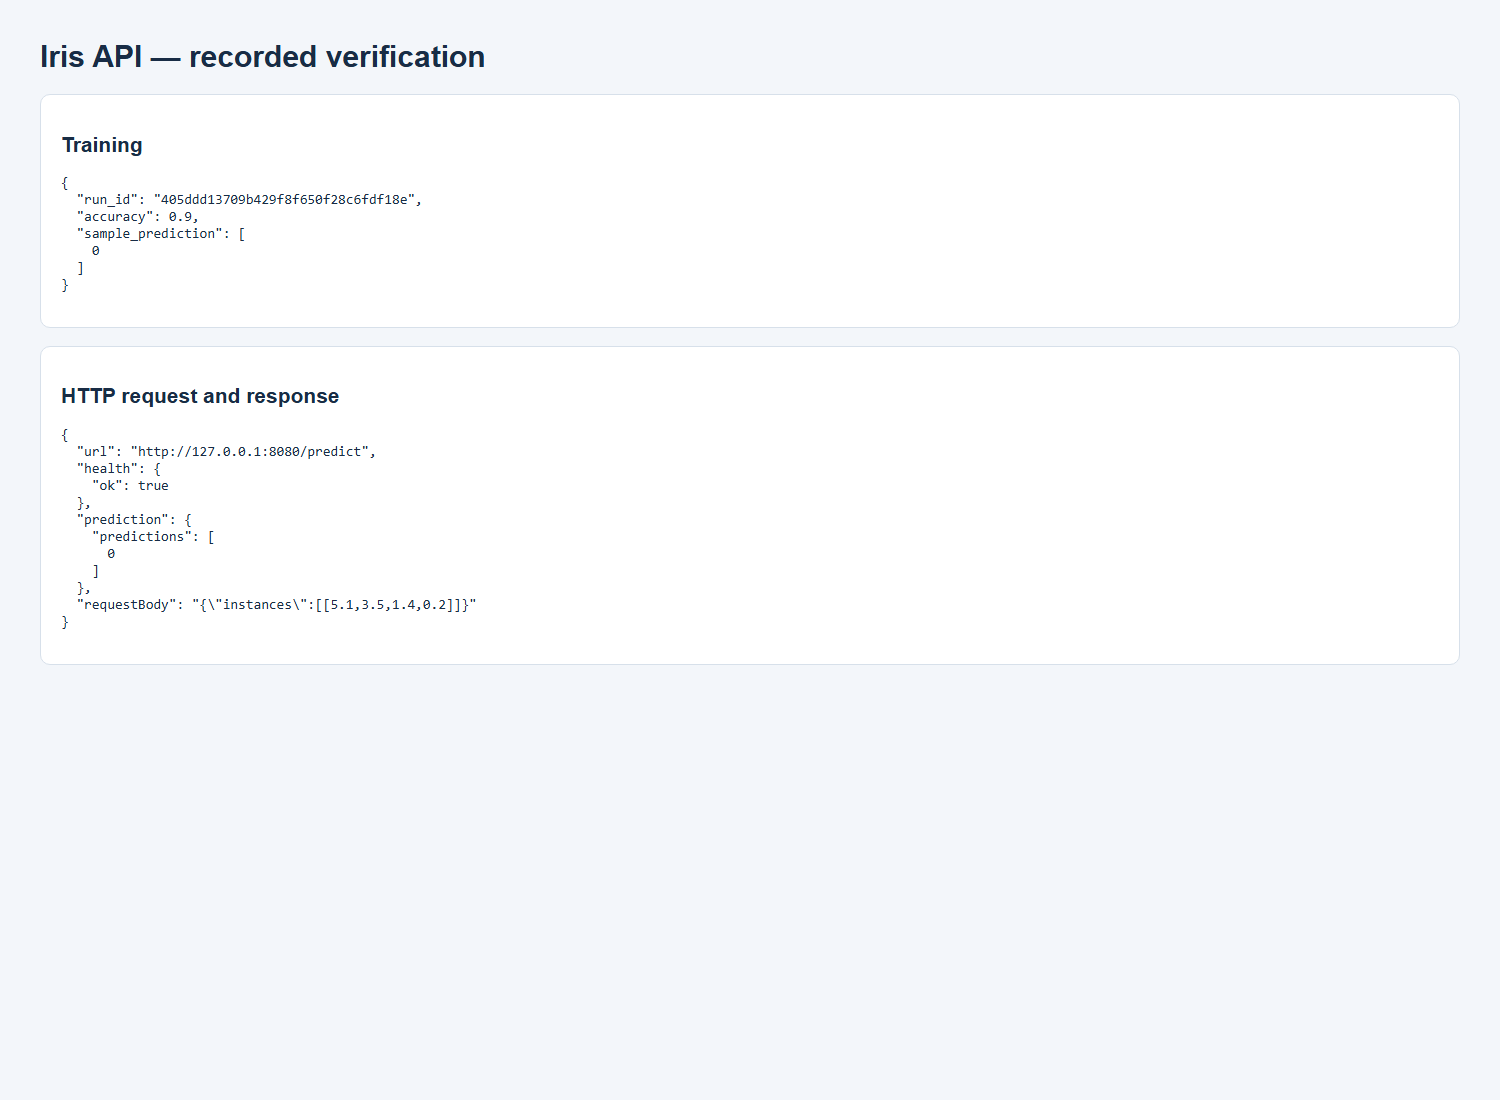 Iris API — recorded verification
Training
{
  "run_id": "405ddd13709b429f8f650f28c6fdf18e",
  "accuracy": 0.9,
  "sample_prediction": [
    0
  ]
}
HTTP request and response
{
  "url": "http://127.0.0.1:8080/predict",
  "health": {
    "ok": true
  },
  "prediction": {
    "predictions": [
      0
    ]
  },
  "requestBody": "{\"instances\":[[5.1,3.5,1.4,0.2]]}"
}